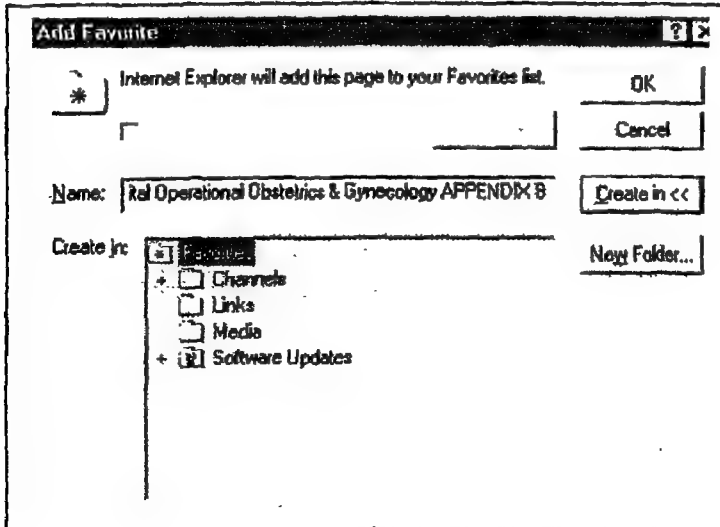 Add Favorite
Internet Explorer will add this page to your Favorites list.
OK
Cancel
Name:
ital Operational Obstetrics & Gynecology APPENDIX B
Create in <<
Create in:
Favorites
New Folder...
Channels
Links
Media
Software Updates